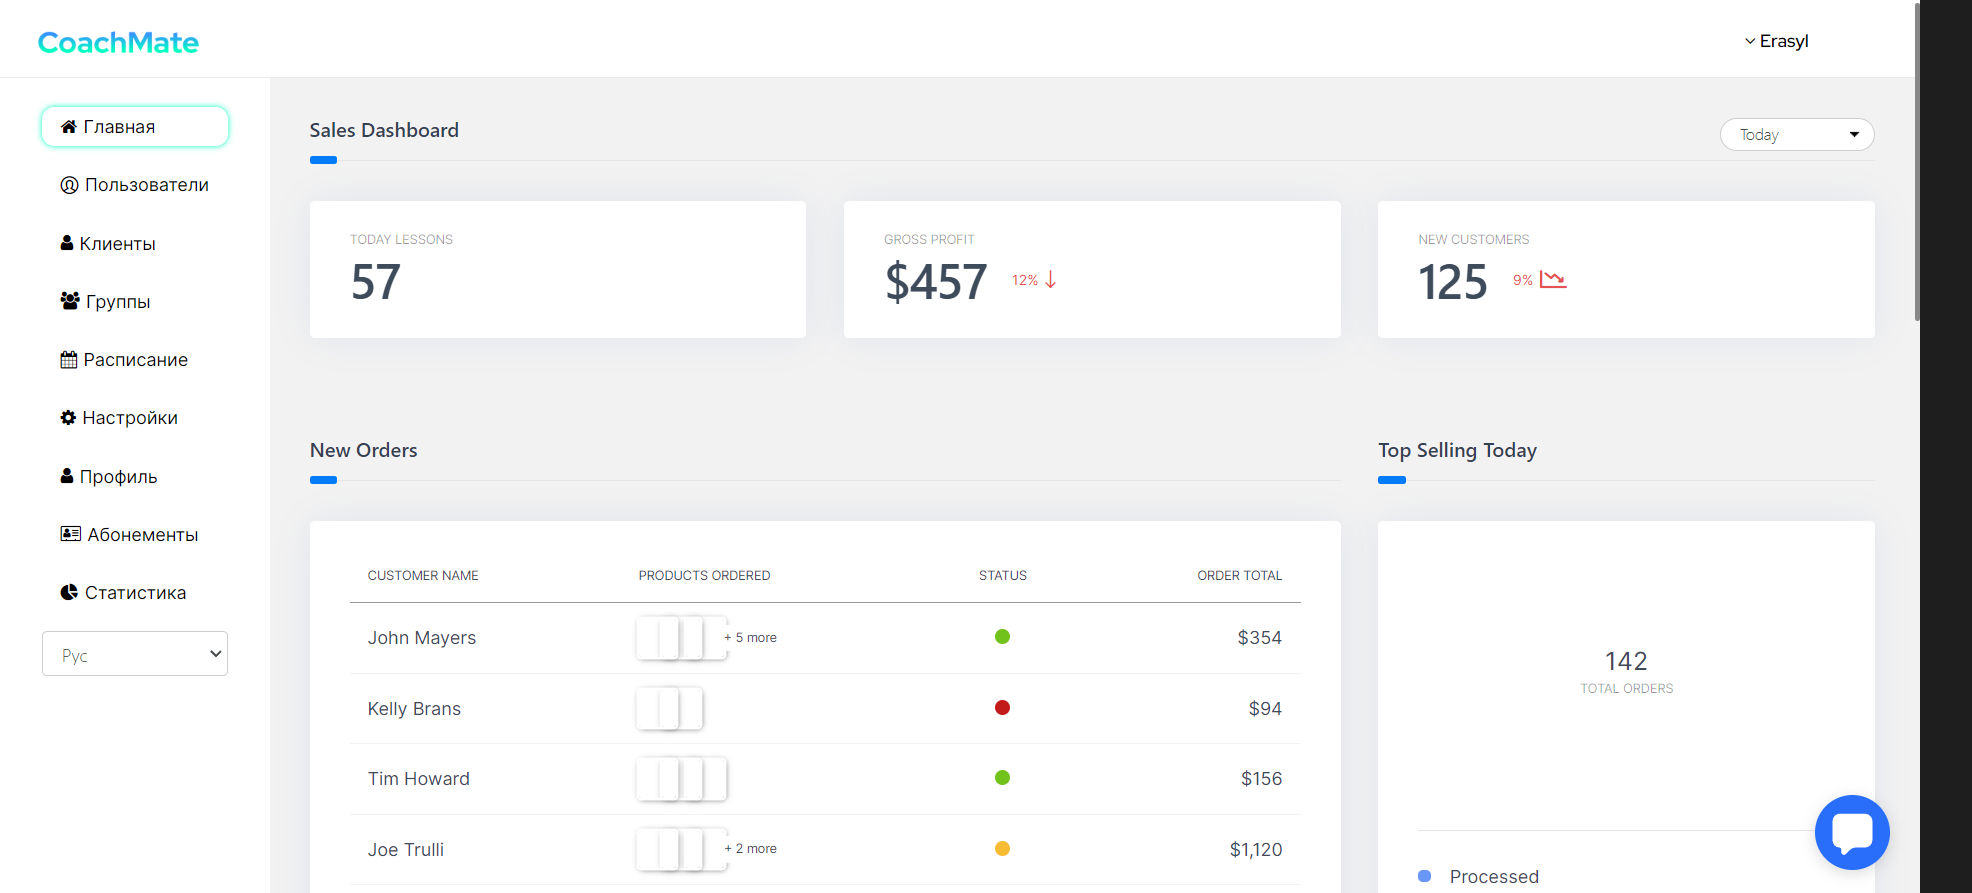 CoachMate
Erasyl
Главная
Пользователи
Клиенты
Группы
Расписание
Настройки
Профиль
Абонементы
Статистика
Рус
Sales Dashboard
Today
TODAY LESSONS
57
GROSS PROFIT
$457 12%
NEW CUSTOMERS
125 9%
New Orders
CUSTOMER NAME PRODUCTS ORDERED STATUS ORDER TOTAL
John Mayers + 5 more $354
Kelly Brans $94
Tim Howard $156
Joe Trulli + 2 more $1,120
Top Selling Today
142
TOTAL ORDERS
Processed